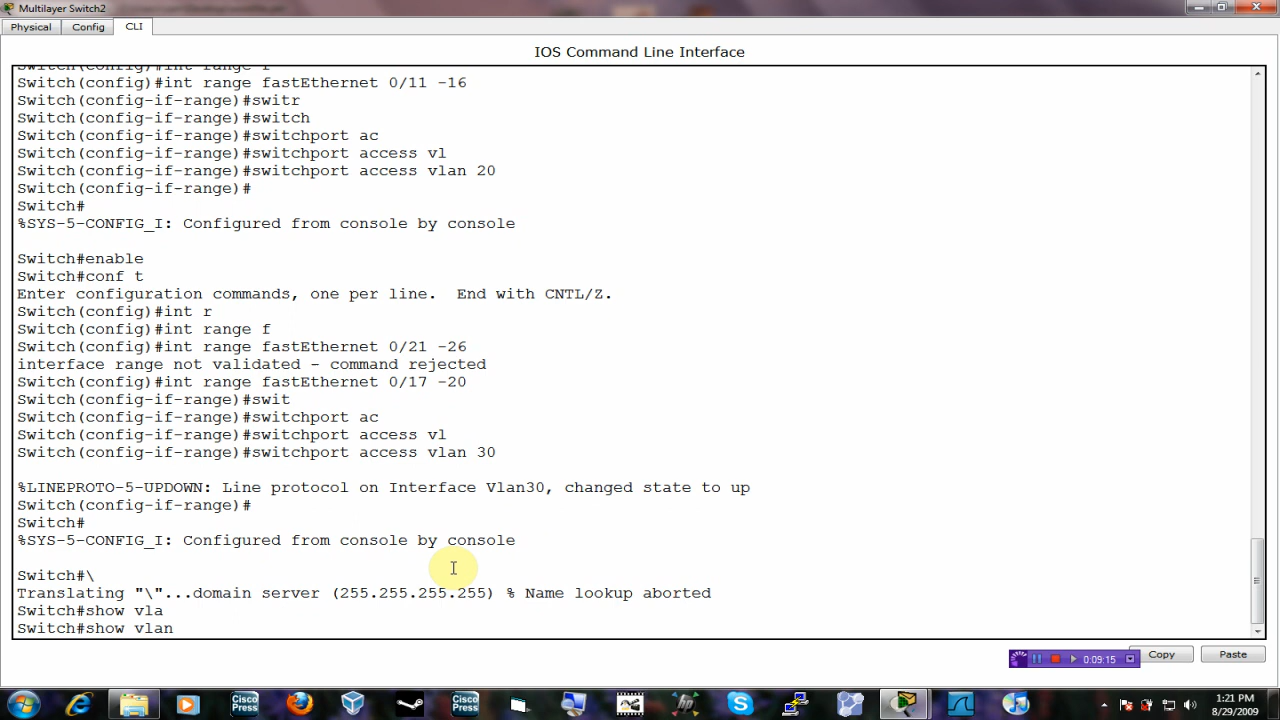 Multilayer Switch2
Physical
Config
CLI
IOS Command Line Interface
Switch(config)#int range f
Switch(config)#int range fastEthernet 0/11 -16
Switch(config-if-range)#switr
Switch(config-if-range)#switch
Switch(config-if-range)#switchport ac
Switch(config-if-range)#switchport access vl
Switch(config-if-range)#switchport access vlan 20
Switch(config-if-range)#
Switch#
%SYS-5-CONFIG_I: Configured from console by console
Switch#enable
Switch#conf t
Enter configuration commands, one per line.  End with CNTL/Z.
Switch(config)#int r
Switch(config)#int range f
Switch(config)#int range fastEthernet 0/21 -26
interface range not validated - command rejected
Switch(config)#int range fastEthernet 0/17 -20
Switch(config-if-range)#swit
Switch(config-if-range)#switchport ac
Switch(config-if-range)#switchport access vl
Switch(config-if-range)#switchport access vlan 30
%LINEPROTO-5-UPDOWN: Line protocol on Interface Vlan30, changed state to up
Switch(config-if-range)#
Switch#
%SYS-5-CONFIG_I: Configured from console by console
Switch#\
Translating "\"...domain server (255.255.255.255) % Name lookup aborted
Switch#show vla
Switch#show vlan
0:09:15
Copy
Paste
Cisco Press
Cisco Press
hp
1:21 PM
8/29/2009